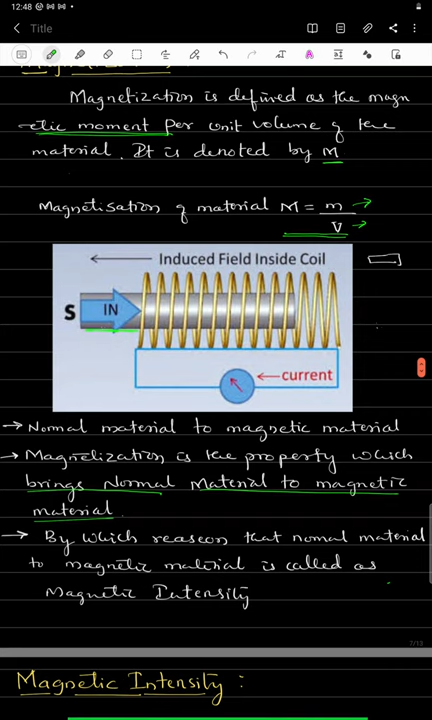 12:48
Title
Magnetization is defined as the magn
etic moment per unit volume of the
material. It is denoted by M
Magnetisation of material M = m
V
Induced Field Inside Coil
S
IN
current
→ Normal material to magnetic material
→ Magnetization is the property which
brings Normal Material to magnetic
material.
→ By which reaseon that nomal material
to magnetic material is called as
Magnetic Intensity
7/13
Magnetic Intensity :